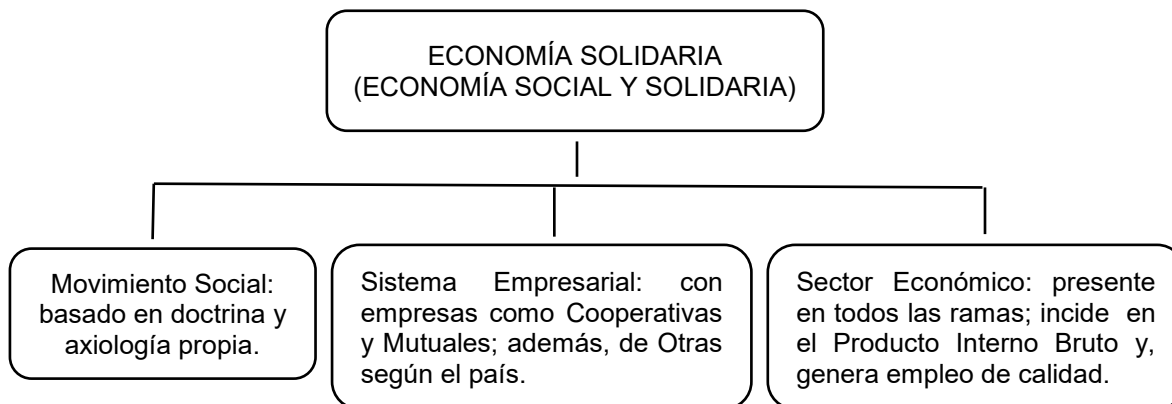 ECONOMÍA SOLIDARIA
(ECONOMÍA SOCIAL Y SOLIDARIA)
Movimiento Social:
basado en doctrina y
axiología propia.
Sistema Empresarial: con
empresas como Cooperativas
y Mutuales; además, de Otras
según el país.
Sector Económico: presente
en todos las ramas; incide en
el Producto Interno Bruto y,
genera empleo de calidad.